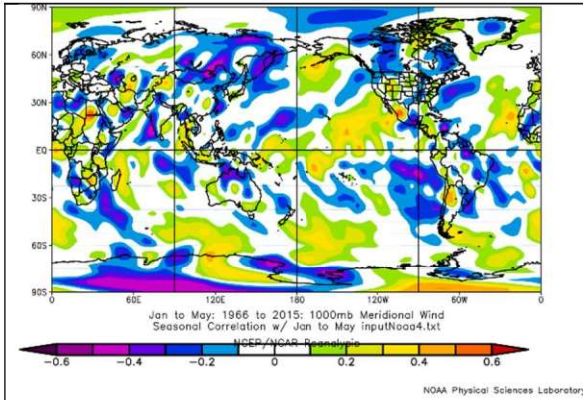 90N
60N
30N
EQ
30S
60S
90S
0 60E 120E 180 120W 60W 0
Jan to May: 1966 to 2015: 1000mb Meridional Wind
Seasonal Correlation w/ Jan to May inputNoaa4.txt
NCEP/NCAR Reanalysis
-0.6 -0.4 -0.2 0 0.2 0.4 0.6
NOAA Physical Sciences Laboratory